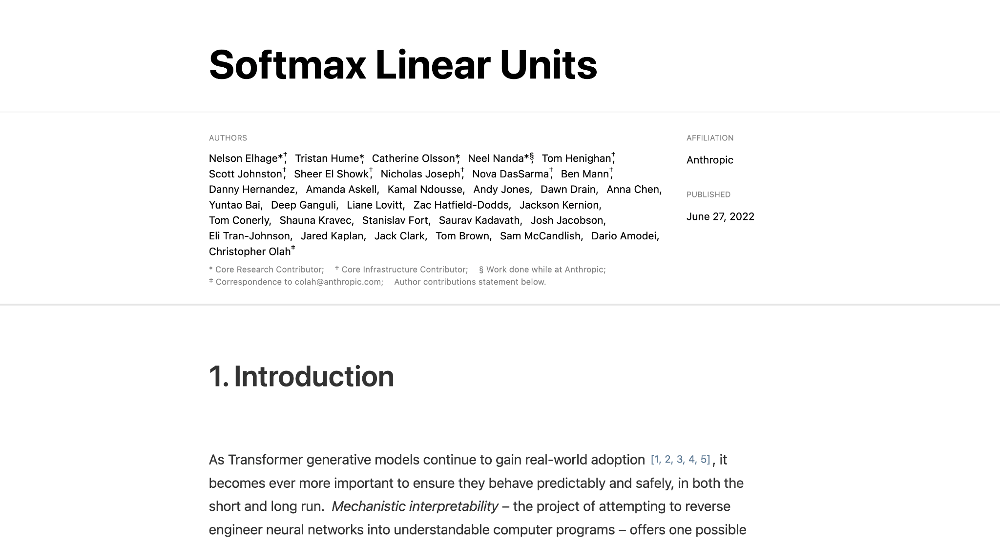 Softmax Linear Units
AUTHORS
Nelson Elhage*†, Tristan Hume*, Catherine Olsson*, Neel Nanda*§, Tom Henighan†,
Scott Johnston†, Sheer El Showk†, Nicholas Joseph†, Nova DasSarma†, Ben Mann†,
Danny Hernandez, Amanda Askell, Kamal Ndousse, Andy Jones, Dawn Drain, Anna Chen,
Yuntao Bai, Deep Ganguli, Liane Lovitt, Zac Hatfield-Dodds, Jackson Kernion,
Tom Conerly, Shauna Kravec, Stanislav Fort, Saurav Kadavath, Josh Jacobson,
Eli Tran-Johnson, Jared Kaplan, Jack Clark, Tom Brown, Sam McCandlish, Dario Amodei,
Christopher Olah‡
* Core Research Contributor; † Core Infrastructure Contributor; § Work done while at Anthropic;
‡ Correspondence to colah@anthropic.com; Author contributions statement below.
AFFILIATION
Anthropic
PUBLISHED
June 27, 2022
1. Introduction
As Transformer generative models continue to gain real-world adoption [1, 2, 3, 4, 5], it
becomes ever more important to ensure they behave predictably and safely, in both the
short and long run. Mechanistic interpretability – the project of attempting to reverse
engineer neural networks into understandable computer programs – offers one possible